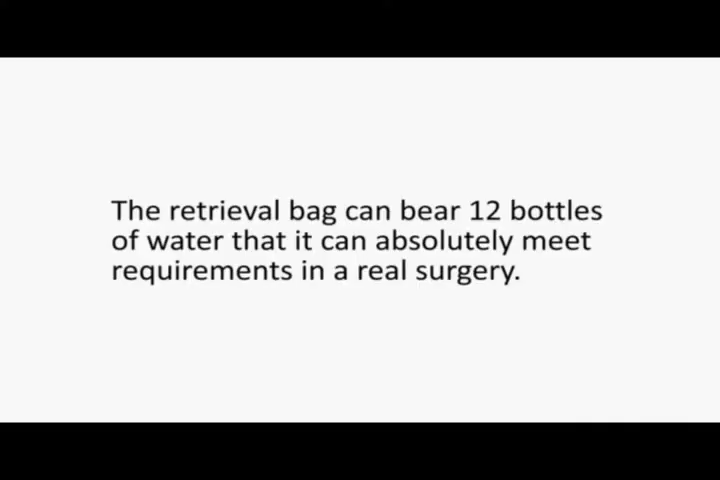 The retrieval bag can bear 12 bottles
of water that it can absolutely meet
requirements in a real surgery.